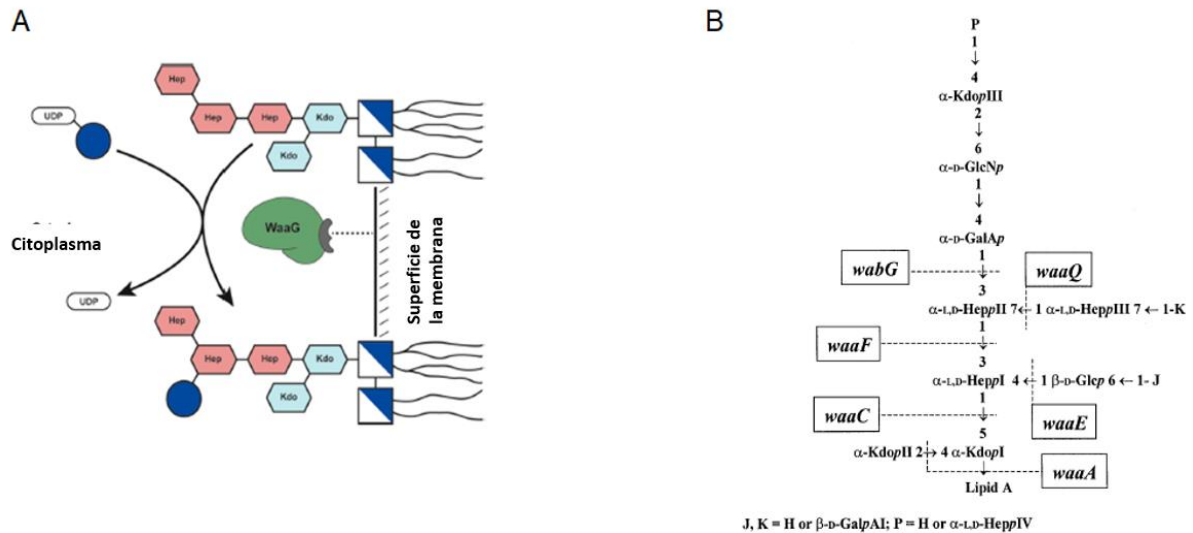 A
Hep
Hep
Hep
Kdo
Kdo
UDP
WaaG
Citoplasma
Superficie de
la membrana
UDP
Hep
Hep
Hep
Kdo
Kdo
B
P
1
4
α-KdopIII
2
6
α-D-GlcNp
1
4
α-D-GalAp
wabG
1
waaQ
3
α-L,D-HeppII 7← 1 α-L,D-HeppIII 7 ← 1-K
1
waaF
3
α-L,D-HeppI 4 ← 1 β-D-Glcp 6 ← 1- J
1
waaC
waaE
5
α-KdopII 2→ 4 α-KdopI
waaA
Lipid A
J, K = H or β-D-GalpAI; P = H or α-L,D-HeppIV